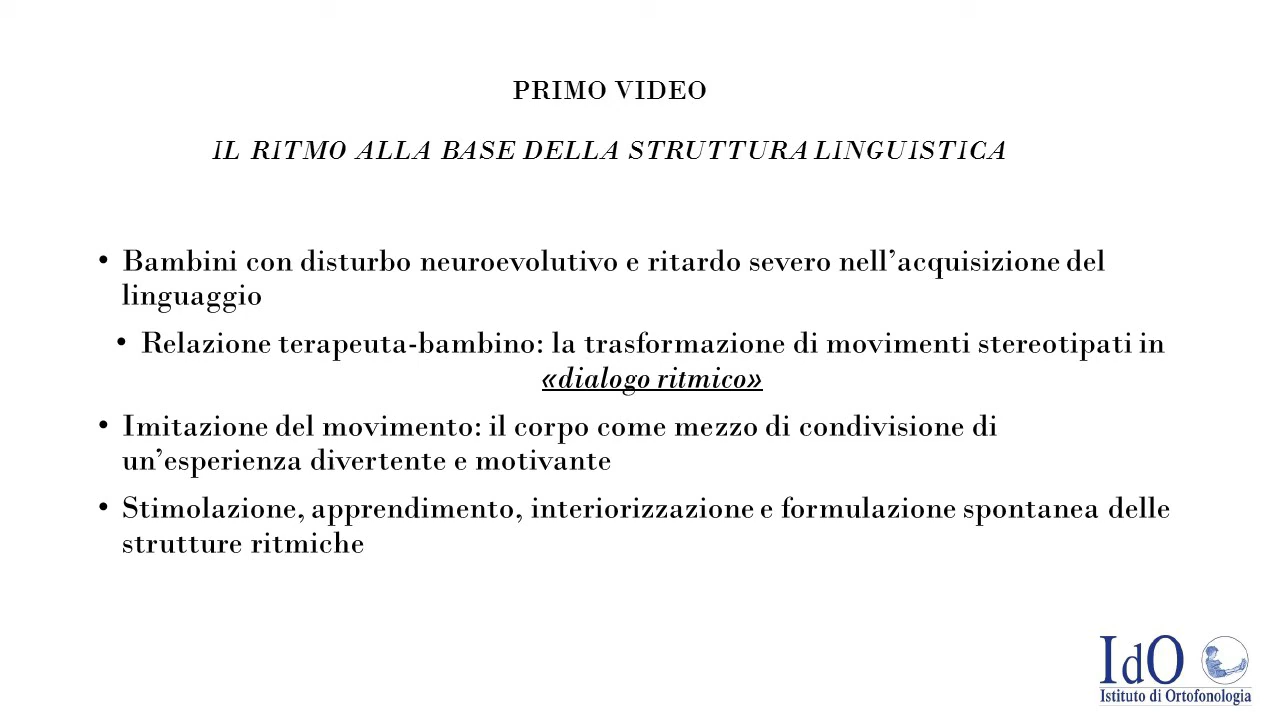 PRIMO VIDEO
IL RITMO ALLA BASE DELLA STRUTTURA LINGUISTICA
• Bambini con disturbo neuroevolutivo e ritardo severo nell’acquisizione del
linguaggio
• Relazione terapeuta-bambino: la trasformazione di movimenti stereotipati in
«dialogo ritmico»
• Imitazione del movimento: il corpo come mezzo di condivisione di
un’esperienza divertente e motivante
• Stimolazione, apprendimento, interiorizzazione e formulazione spontanea delle
strutture ritmiche
IdO
Istituto di Ortofonologia